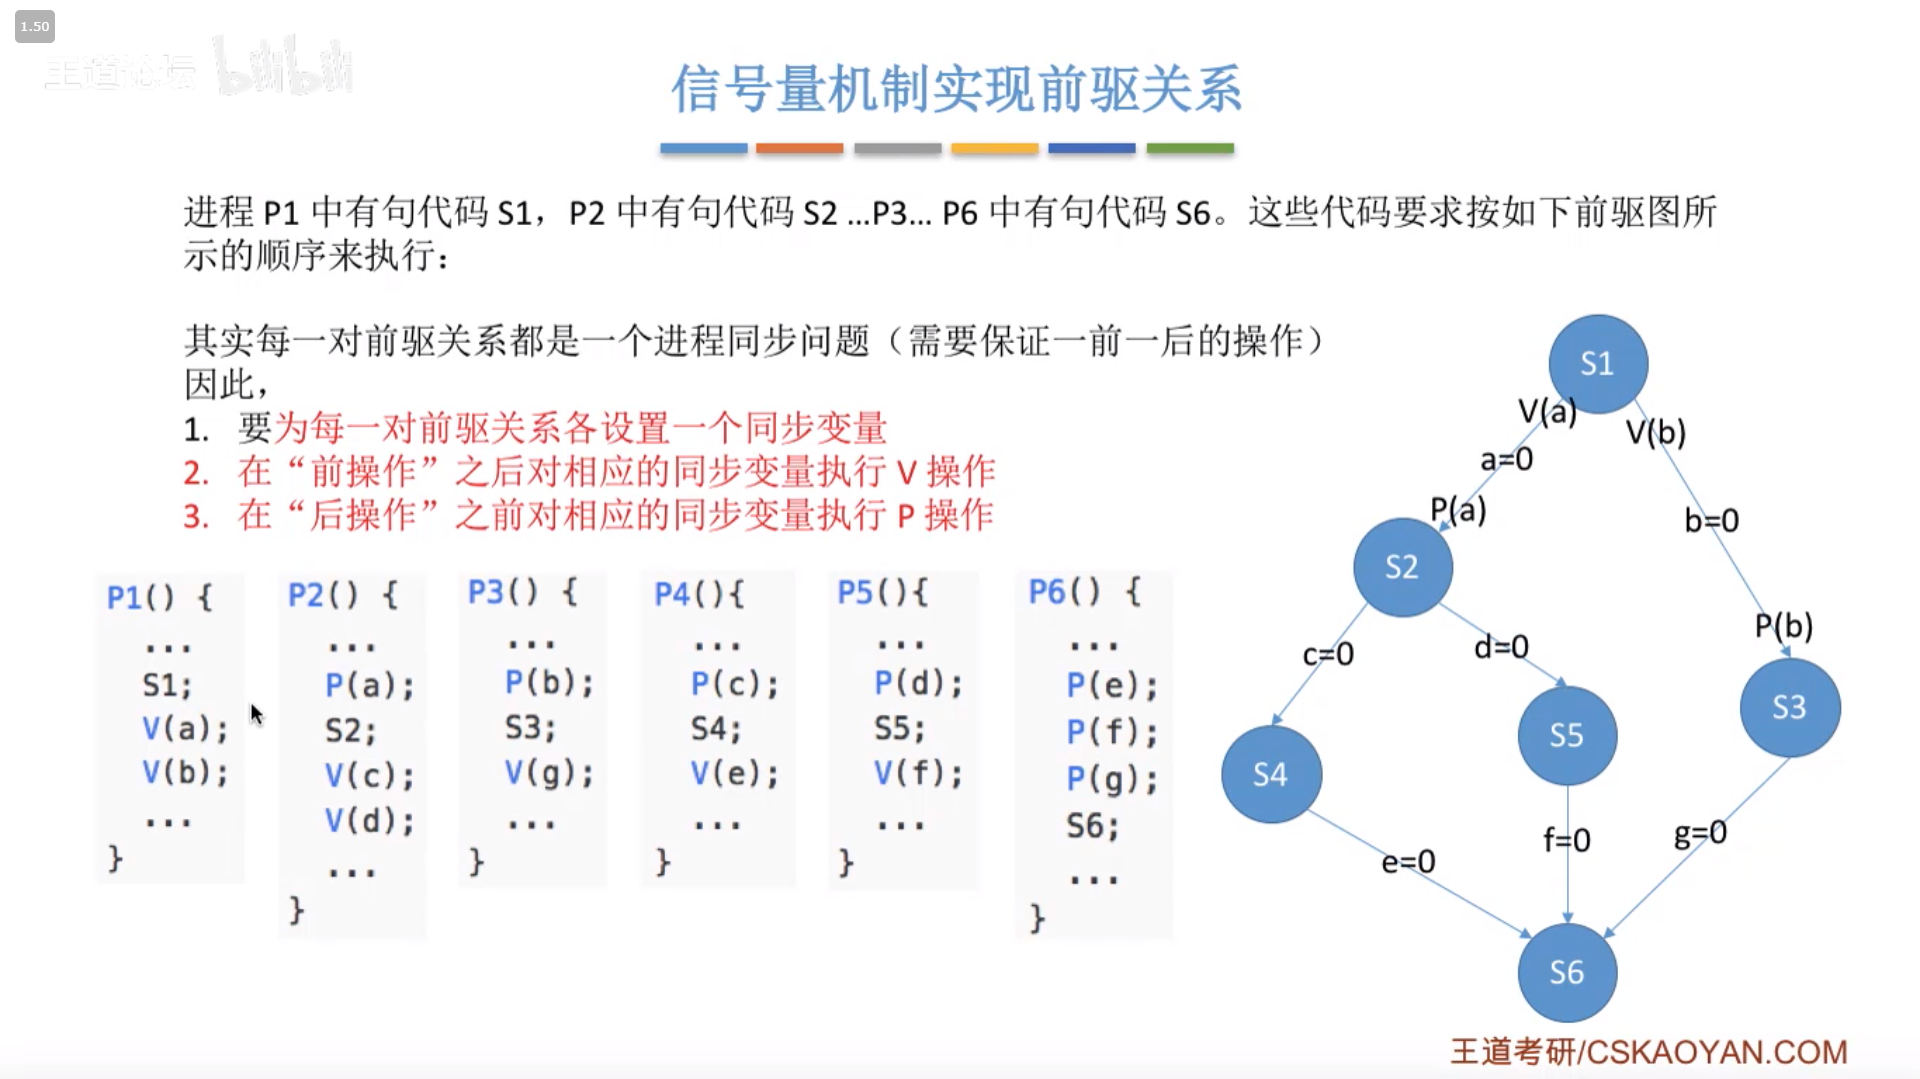 1.50
王道论坛 bilibili
信号量机制实现前驱关系
进程 P1 中有句代码 S1，P2 中有句代码 S2 ...P3... P6 中有句代码 S6。这些代码要求按如下前驱图所
示的顺序来执行：
其实每一对前驱关系都是一个进程同步问题（需要保证一前一后的操作）
因此，
1. 要为每一对前驱关系各设置一个同步变量
2. 在“前操作”之后对相应的同步变量执行 V 操作
3. 在“后操作”之前对相应的同步变量执行 P 操作
P1() {
...
S1;
V(a);
V(b);
...
}
P2() {
...
P(a);
S2;
V(c);
V(d);
...
}
P3() {
...
P(b);
S3;
V(g);
...
}
P4(){
...
P(c);
S4;
V(e);
...
}
P5(){
...
P(d);
S5;
V(f);
...
}
P6() {
...
P(e);
P(f);
P(g);
S6;
...
}
S1
V(a)
V(b)
a=0
P(a)
b=0
S2
P(b)
c=0
d=0
S3
S5
S4
f=0
g=0
e=0
S6
王道考研/CSKAOYAN.COM